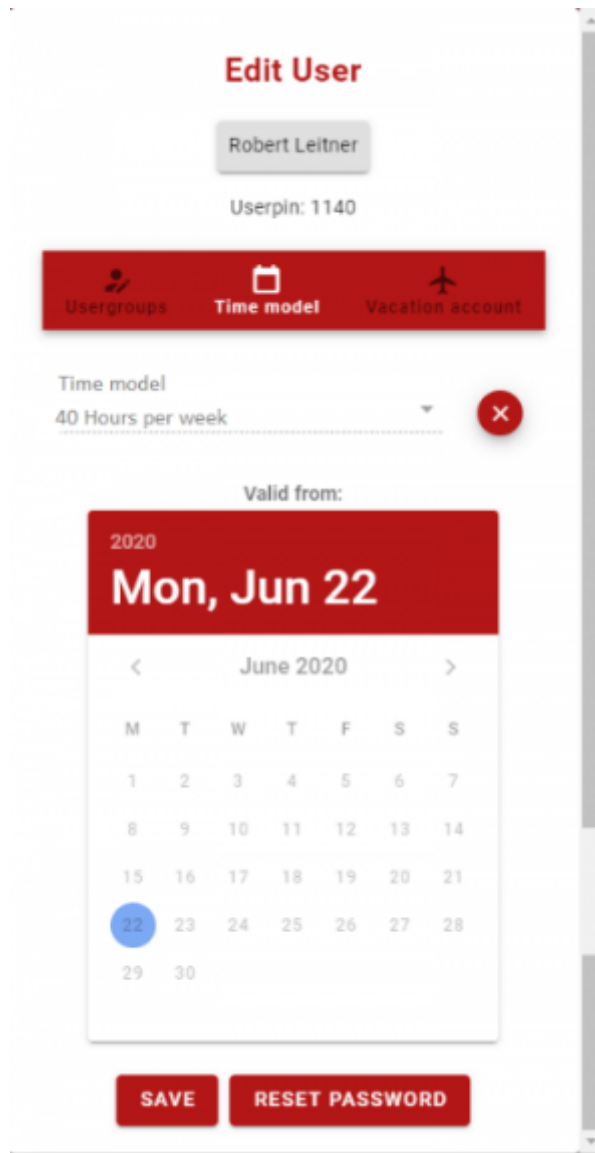 Edit User
Robert Leitner
Userpin: 1140
Usergroups Time model Vacation account
Time model
40 Hours per week
Valid from:
2020
Mon, Jun 22
June 2020
M T W T F S S
1 2 3 4 5 6 7
8 9 10 11 12 13 14
15 16 17 18 19 20 21
22 23 24 25 26 27 28
29 30
SAVE RESET PASSWORD